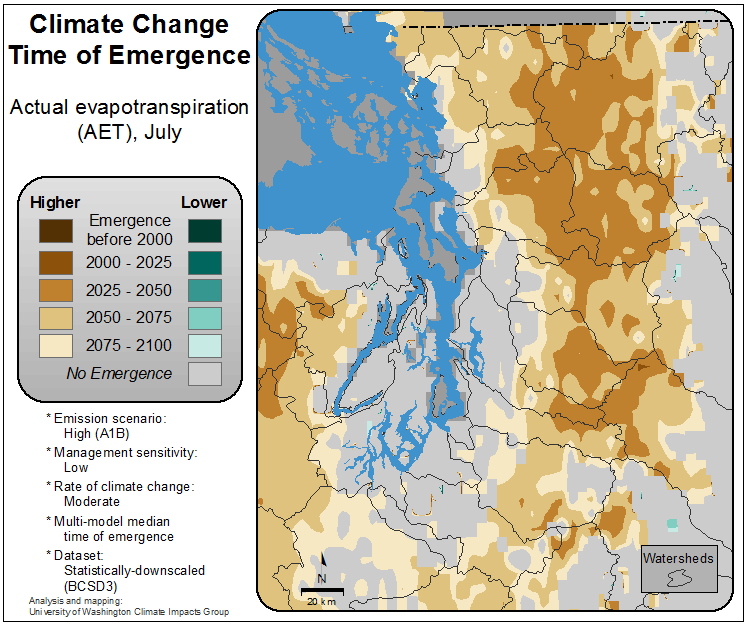 Climate Change
Time of Emergence
Actual evapotranspiration
(AET), July
Higher Lower
Emergence
before 2000
2000 - 2025
2025 - 2050
2050 - 2075
2075 - 2100
No Emergence
* Emission scenario:
High (A1B)
* Management sensitivity:
Low
* Rate of climate change:
Moderate
* Multi-model median
time of emergence
* Dataset:
Statistically-downscaled
(BCSD3)
Analysis and mapping:
University of Washington Climate Impacts Group
N
20 km
Watersheds